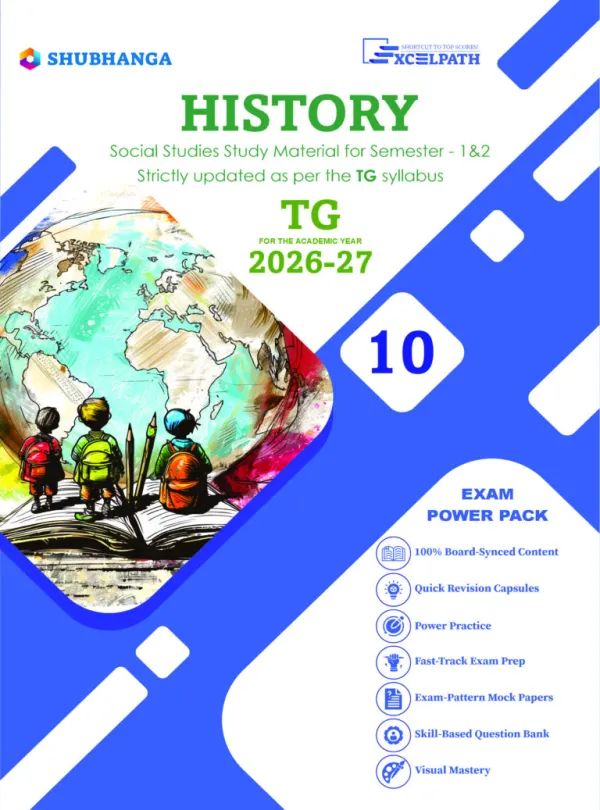 SHUBHANGA
SHORTCUT TO TOP SCORES!
EXCELPATH
HISTORY
Social Studies Study Material for Semester - 1&2
Strictly updated as per the TG syllabus
TG
FOR THE ACADEMIC YEAR
2026-27
10
EXAM
POWER PACK
100% Board-Synced Content
Quick Revision Capsules
Power Practice
Fast-Track Exam Prep
Exam-Pattern Mock Papers
Skill-Based Question Bank
Visual Mastery